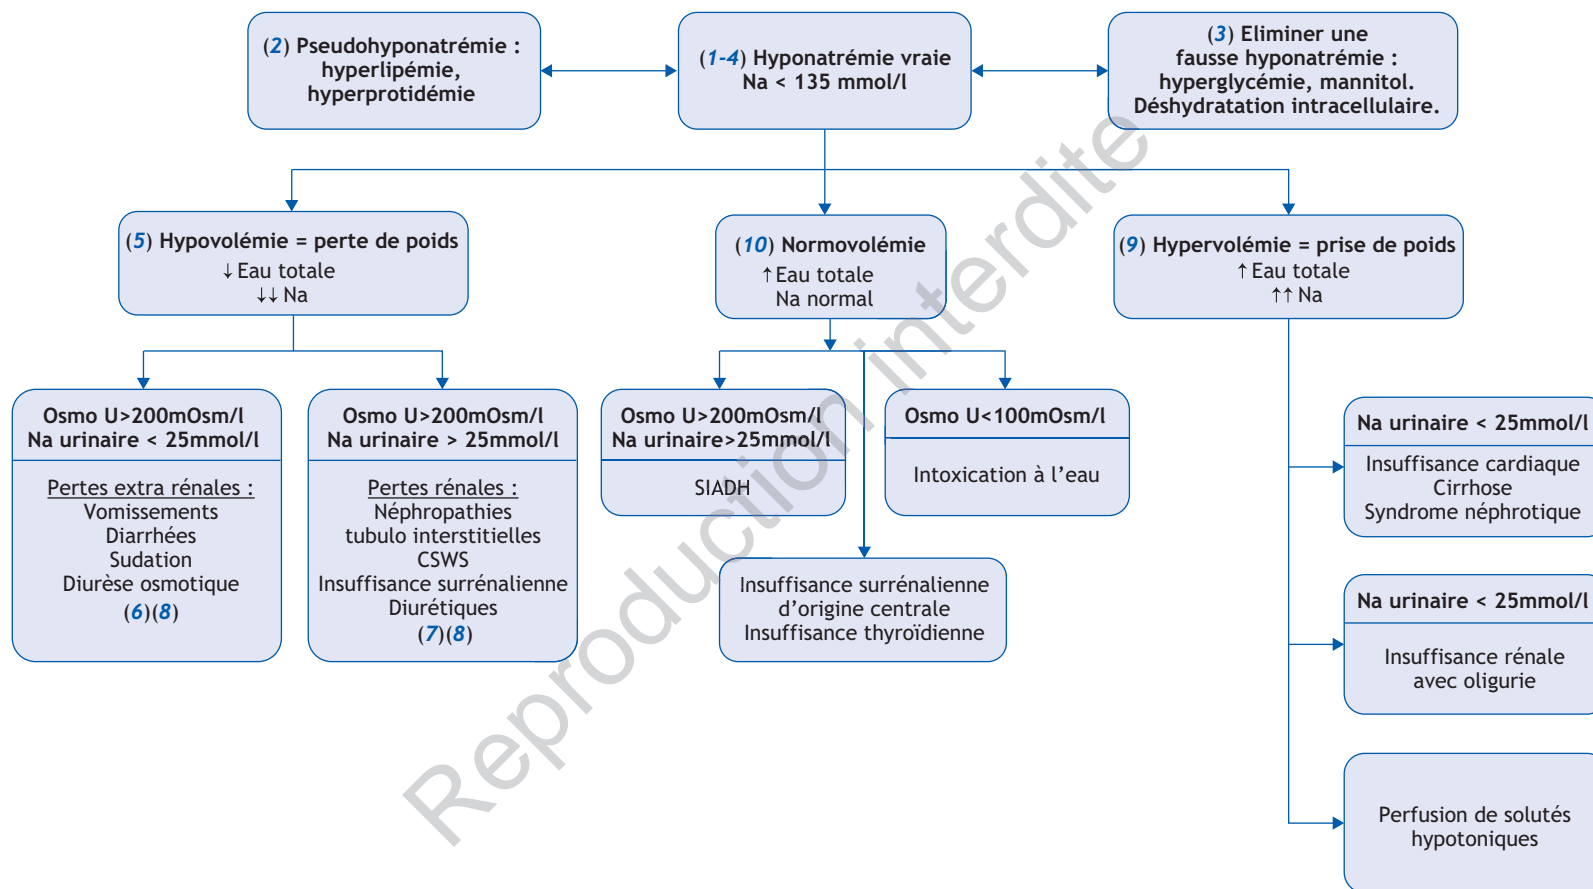 (2) Pseudohyponatrémie :
hyperlipémie,
hyperprotidémie
(1-4) Hyponatrémie vraie
Na < 135 mmol/l
(3) Eliminer une
fausse hyponatrémie :
hyperglycémie, mannitol.
Déshydratation intracellulaire.
(5) Hypovolémie = perte de poids
↓ Eau totale
↓↓ Na
(10) Normovolémie
↑ Eau totale
Na normal
(9) Hypervolémie = prise de poids
↑ Eau totale
↑↑ Na
Osmo U>200mOsm/l
Na urinaire < 25mmol/l
Pertes extra rénales :
Vomissements
Diarrhées
Sudation
Diurèse osmotique
(6)(8)
Osmo U>200mOsm/l
Na urinaire > 25mmol/l
Pertes rénales :
Néphropathies
tubulo interstitielles
CSWS
Insuffisance surrénalienne
Diurétiques
(7)(8)
Osmo U>200mOsm/l
Na urinaire>25mmol/l
SIADH
Osmo U<100mOsm/l
Intoxication à l’eau
Insuffisance surrénalienne
d’origine centrale
Insuffisance thyroïdienne
Na urinaire < 25mmol/l
Insuffisance cardiaque
Cirrhose
Syndrome néphrotique
Na urinaire < 25mmol/l
Insuffisance rénale
avec oligurie
Perfusion de solutés
hypotoniques
Reproduction interdite